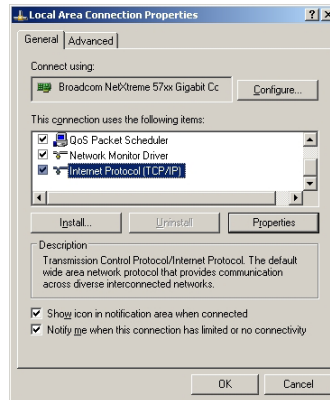 Local Area Connection Properties
General Advanced
Connect using:
Broadcom NetXtreme 57xx Gigabit Cc
Configure...
This connection uses the following items:
QoS Packet Scheduler
Network Monitor Driver
Internet Protocol (TCP/IP)
Install... Uninstall Properties
Description
Transmission Control Protocol/Internet Protocol. The default
wide area network protocol that provides communication
across diverse interconnected networks.
Show icon in notification area when connected
Notify me when this connection has limited or no connectivity
OK Cancel